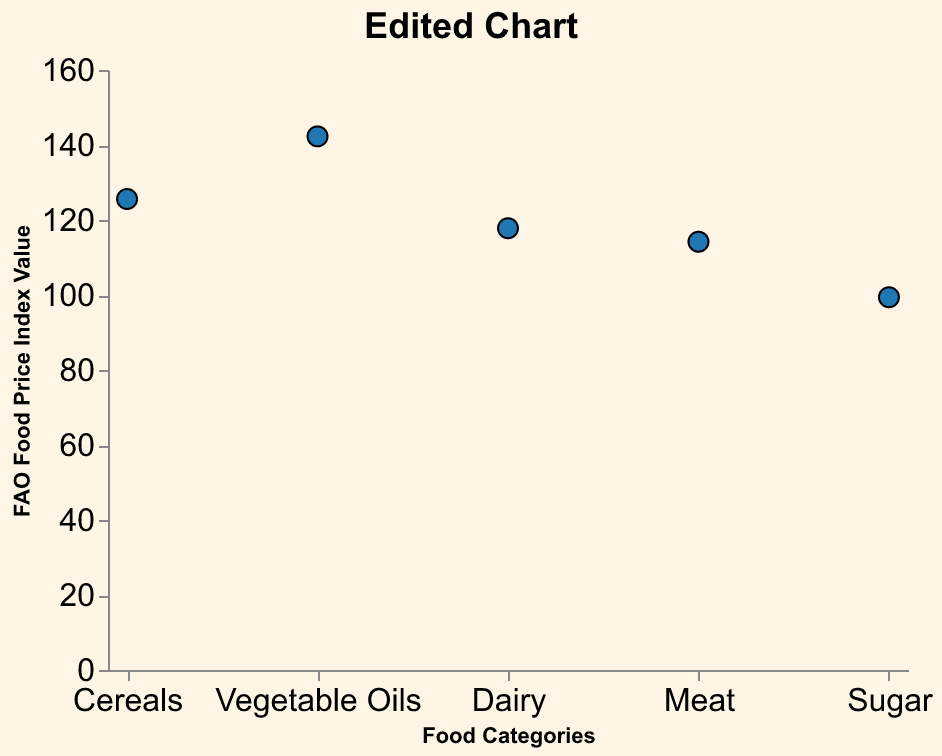 Edited Chart
FAO Food Price Index Value
160
140
120
100
80
60
40
20
0
Cereals Vegetable Oils Dairy Meat Sugar
Food Categories